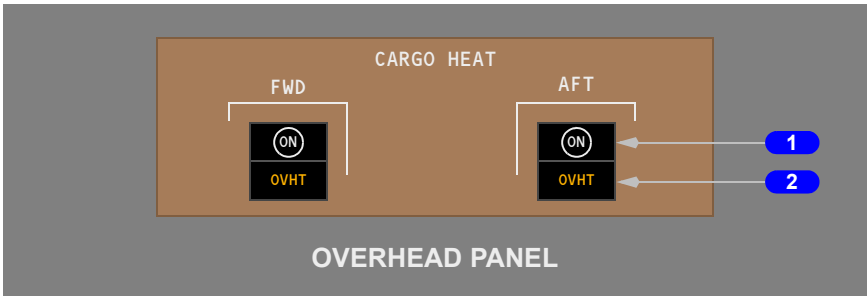 CARGO HEAT
FWD
AFT
ON
ON
1
OVHT
OVHT
2
OVERHEAD PANEL